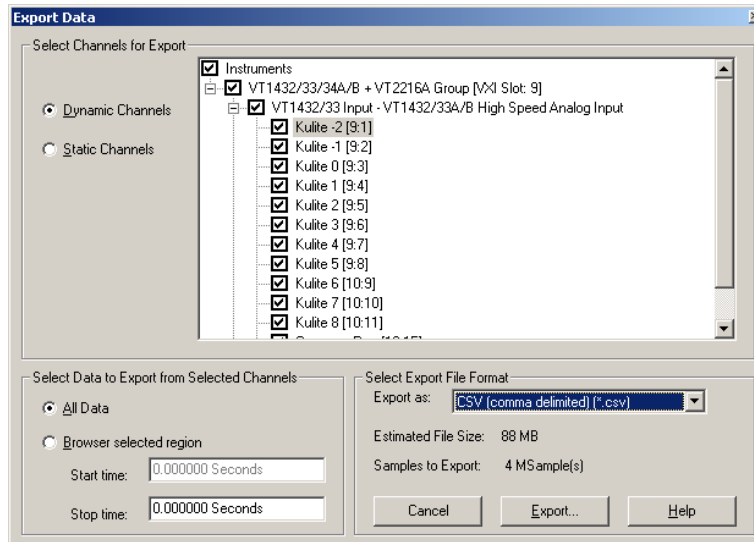 Export Data
Select Channels for Export
Dynamic Channels
Static Channels
Instruments
VT1432/33/34A/B + VT2216A Group [VXI Slot: 9]
VT1432/33 Input - VT1432/33A/B High Speed Analog Input
Kulite -2 [9:1]
Kulite -1 [9:2]
Kulite 0 [9:3]
Kulite 1 [9:4]
Kulite 2 [9:5]
Kulite 3 [9:6]
Kulite 4 [9:7]
Kulite 5 [9:8]
Kulite 6 [10:9]
Kulite 7 [10:10]
Kulite 8 [10:11]
Select Data to Export from Selected Channels
All Data
Browser selected region
Start time: 0.000000 Seconds
Stop time: 0.000000 Seconds
Select Export File Format
Export as: CSV (comma delimited) (*.csv)
Estimated File Size: 88 MB
Samples to Export: 4 MSample(s)
Cancel Export... Help